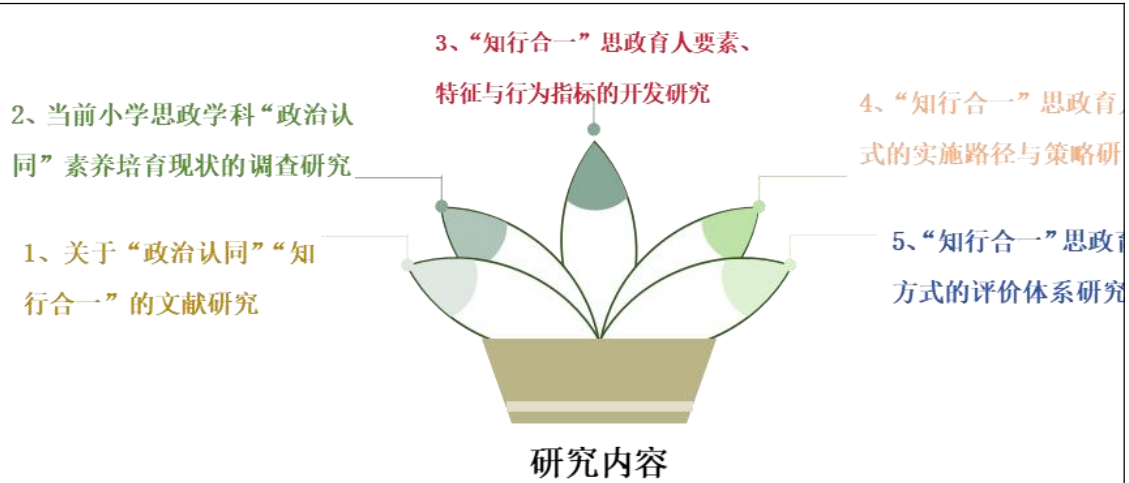 1、关于“政治认同”“知
行合一”的文献研究
2、当前小学思政学科“政治认
同”素养培育现状的调查研究
3、“知行合一”思政育人要素、
特征与行为指标的开发研究
4、“知行合一”思政育
式的实施路径与策略研
5、“知行合一”思政
方式的评价体系研究
研究内容